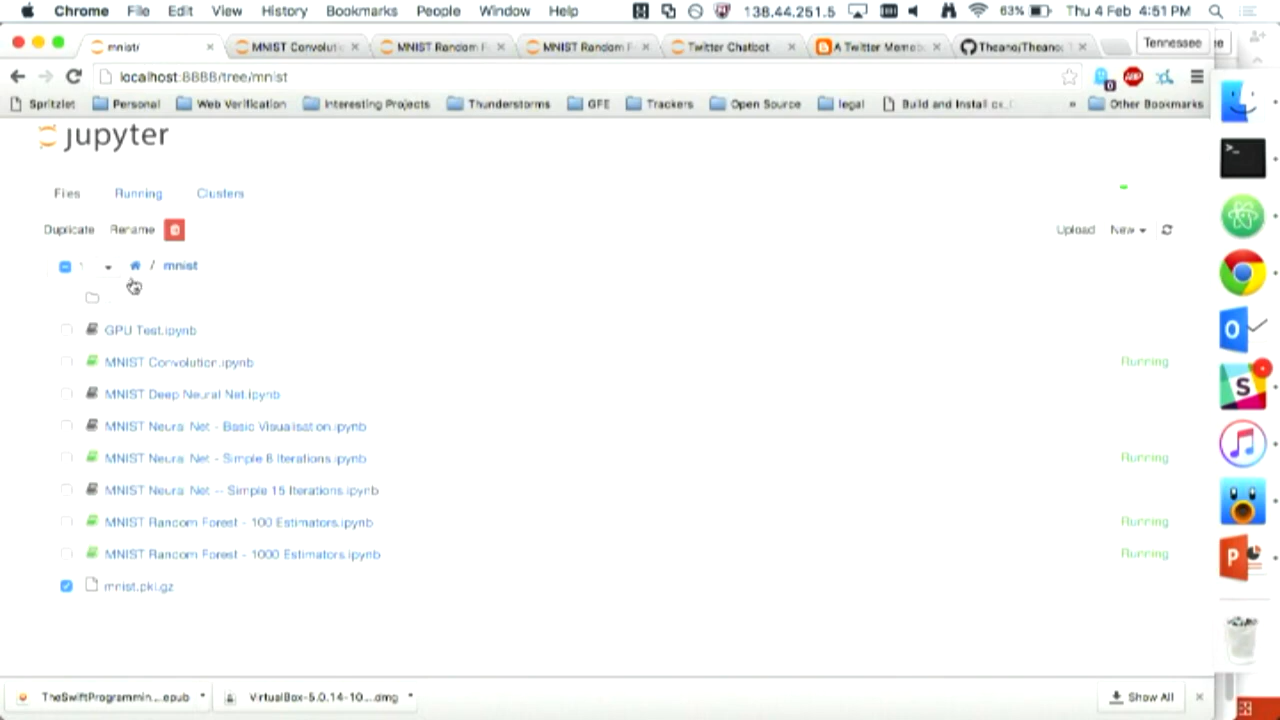 Chrome File Edit View History Bookmarks People Window Help 138.44.251.5 63% Thu 4 Feb 4:51 PM
mnist/ MNIST Convoluti MNIST Random F MNIST Random F Twitter Chatbot A Twitter Memeb Theano/Theano Tennessee
localhost:8888/tree/mnist
Spritzlet Personal Web Verification Interesting Projects Thunderstorms GFE Trackers Open Source legal Build and Install » Other Bookmarks
jupyter
Files Running Clusters
Duplicate Rename Upload New
/ mnist
GPU Test.ipynb
MNIST Convolution.ipynb Running
MNIST Deep Neural Net.ipynb
MNIST Neural Net - Basic Visualisation.ipynb
MNIST Neural Net - Simple 8 Iterations.ipynb Running
MNIST Neural Net -- Simple 15 Iterations.ipynb
MNIST Random Forest - 100 Estimators.ipynb Running
MNIST Random Forest - 1000 Estimators.ipynb Running
mnist.pkl.gz
TheSwiftProgrammin...epub VirtualBox-5.0.14-10...dmg Show All